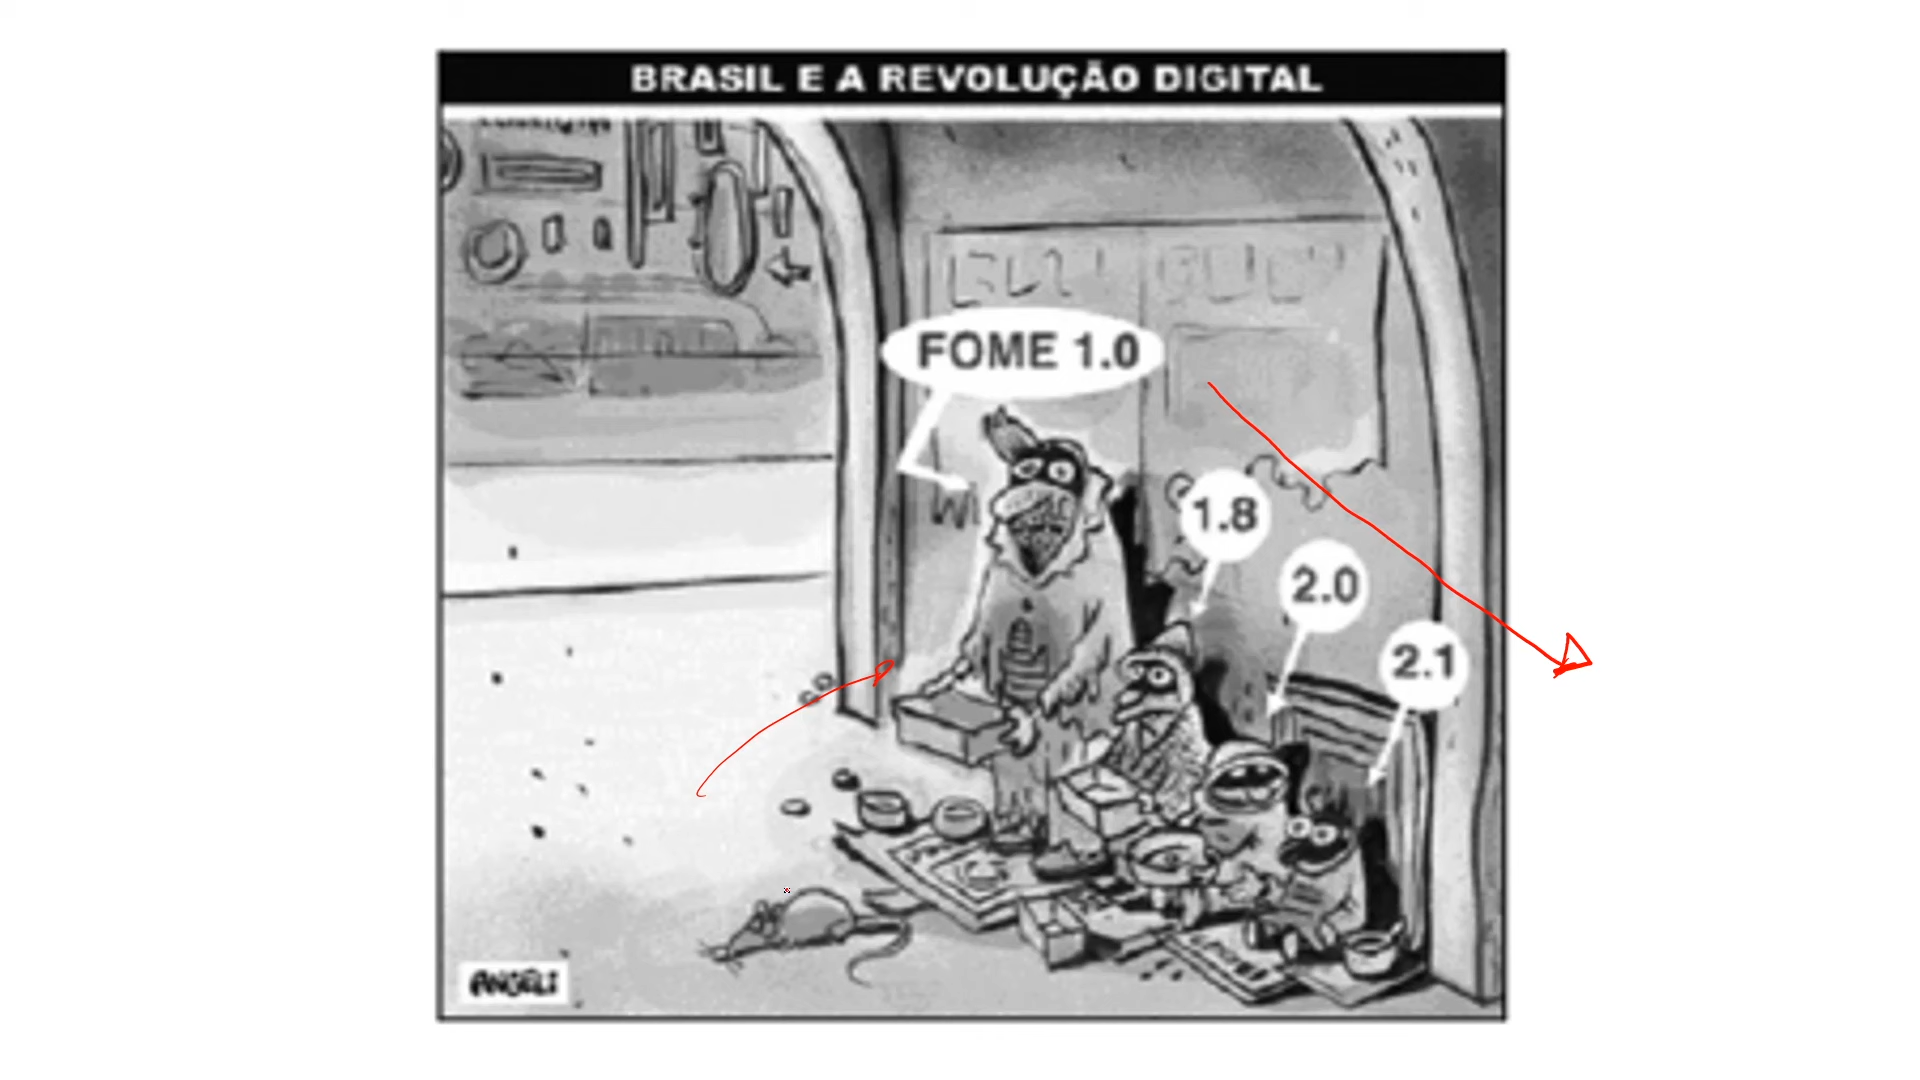 BRASIL E A REVOLUÇÃO DIGITAL
FOME 1.0
1.8
2.0
2.1
ANGELI